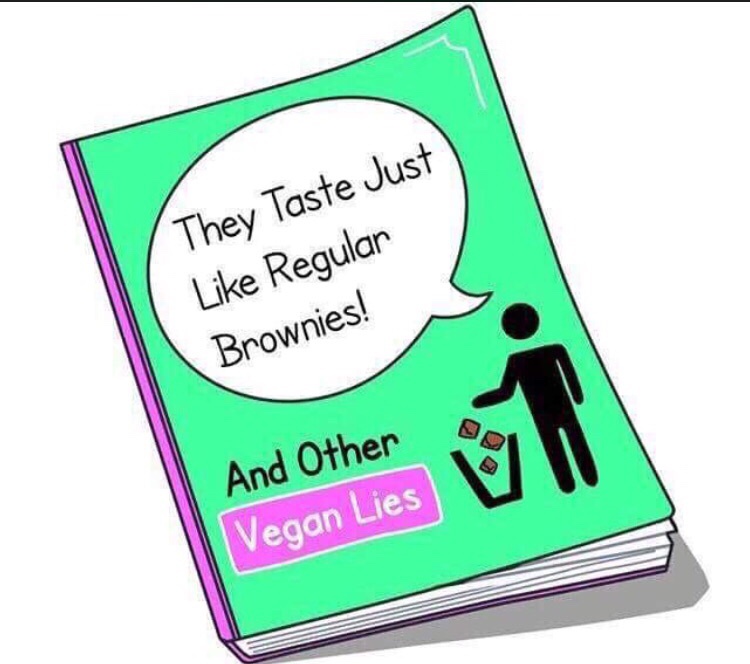 They Taste Just
Like Regular
Brownies!
And Other
Vegan Lies